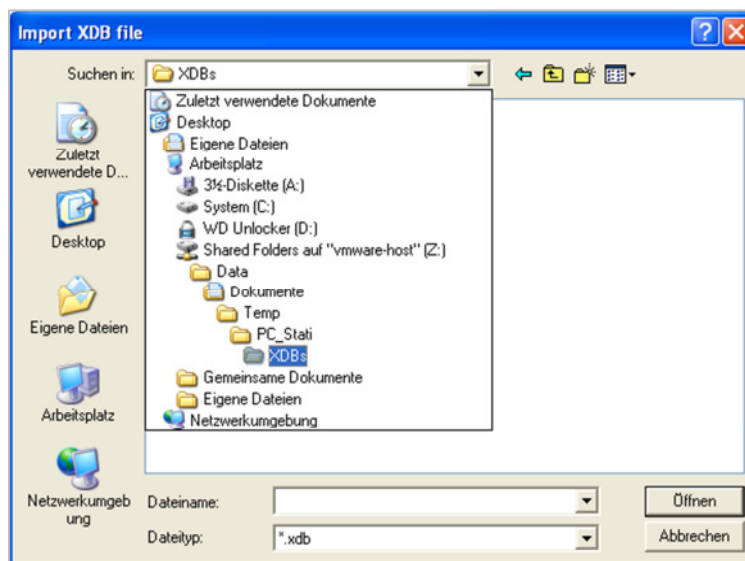 Import XDB file
Suchen in: XDBs
Zuletzt verwendete D...
Desktop
Eigene Dateien
Arbeitsplatz
Netzwerkumgeb
ung
Zuletzt verwendete Dokumente
Desktop
Eigene Dateien
Arbeitsplatz
3½-Diskette (A:)
System (C:)
WD Unlocker (D:)
Shared Folders auf "vmware-host" (Z:)
Data
Dokumente
Temp
PC_Stati
XDBs
Gemeinsame Dokumente
Eigene Dateien
Netzwerkumgebung
Dateiname:
Öffnen
Dateityp: *.xdb
Abbrechen